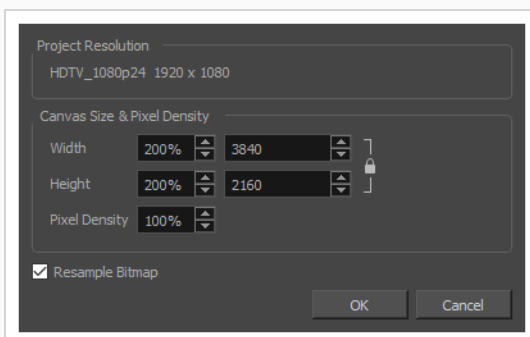 Project Resolution
HDTV_1080p24 1920 x 1080
Canvas Size & Pixel Density
Width 200% 3840
Height 200% 2160
Pixel Density 100%
Resample Bitmap
OK Cancel